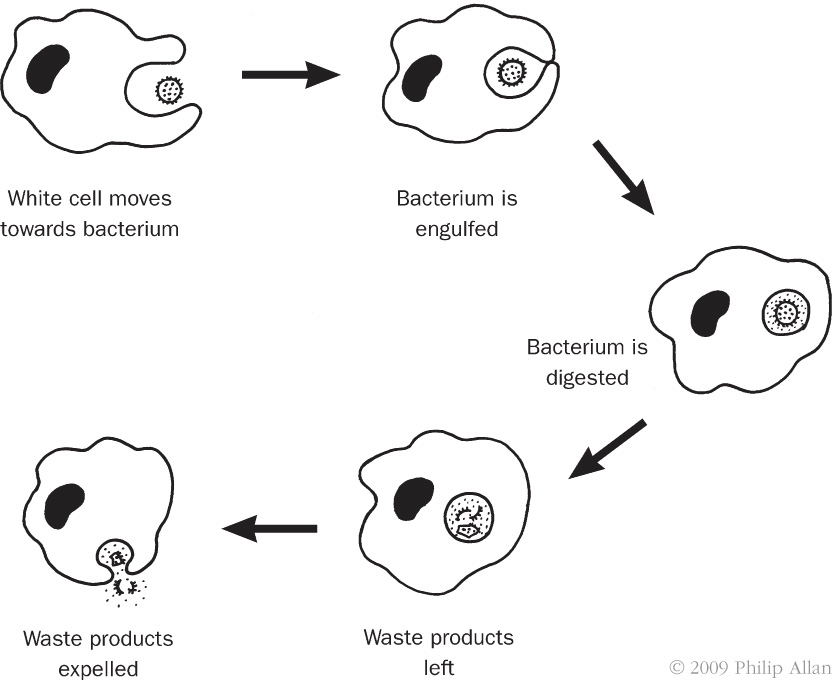 White cell moves
towards bacterium
Bacterium is
engulfed
Bacterium is
digested
Waste products
left
Waste products
expelled
© 2009 Philip Allan